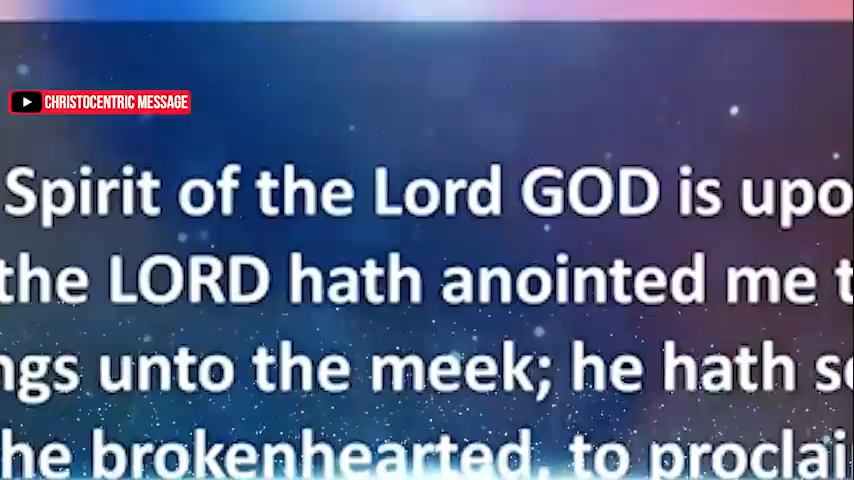 CHRISTOCENTRIC MESSAGE
Spirit of the Lord GOD is upo
the LORD hath anointed me t
ngs unto the meek; he hath s
he brokenhearted, to proclai